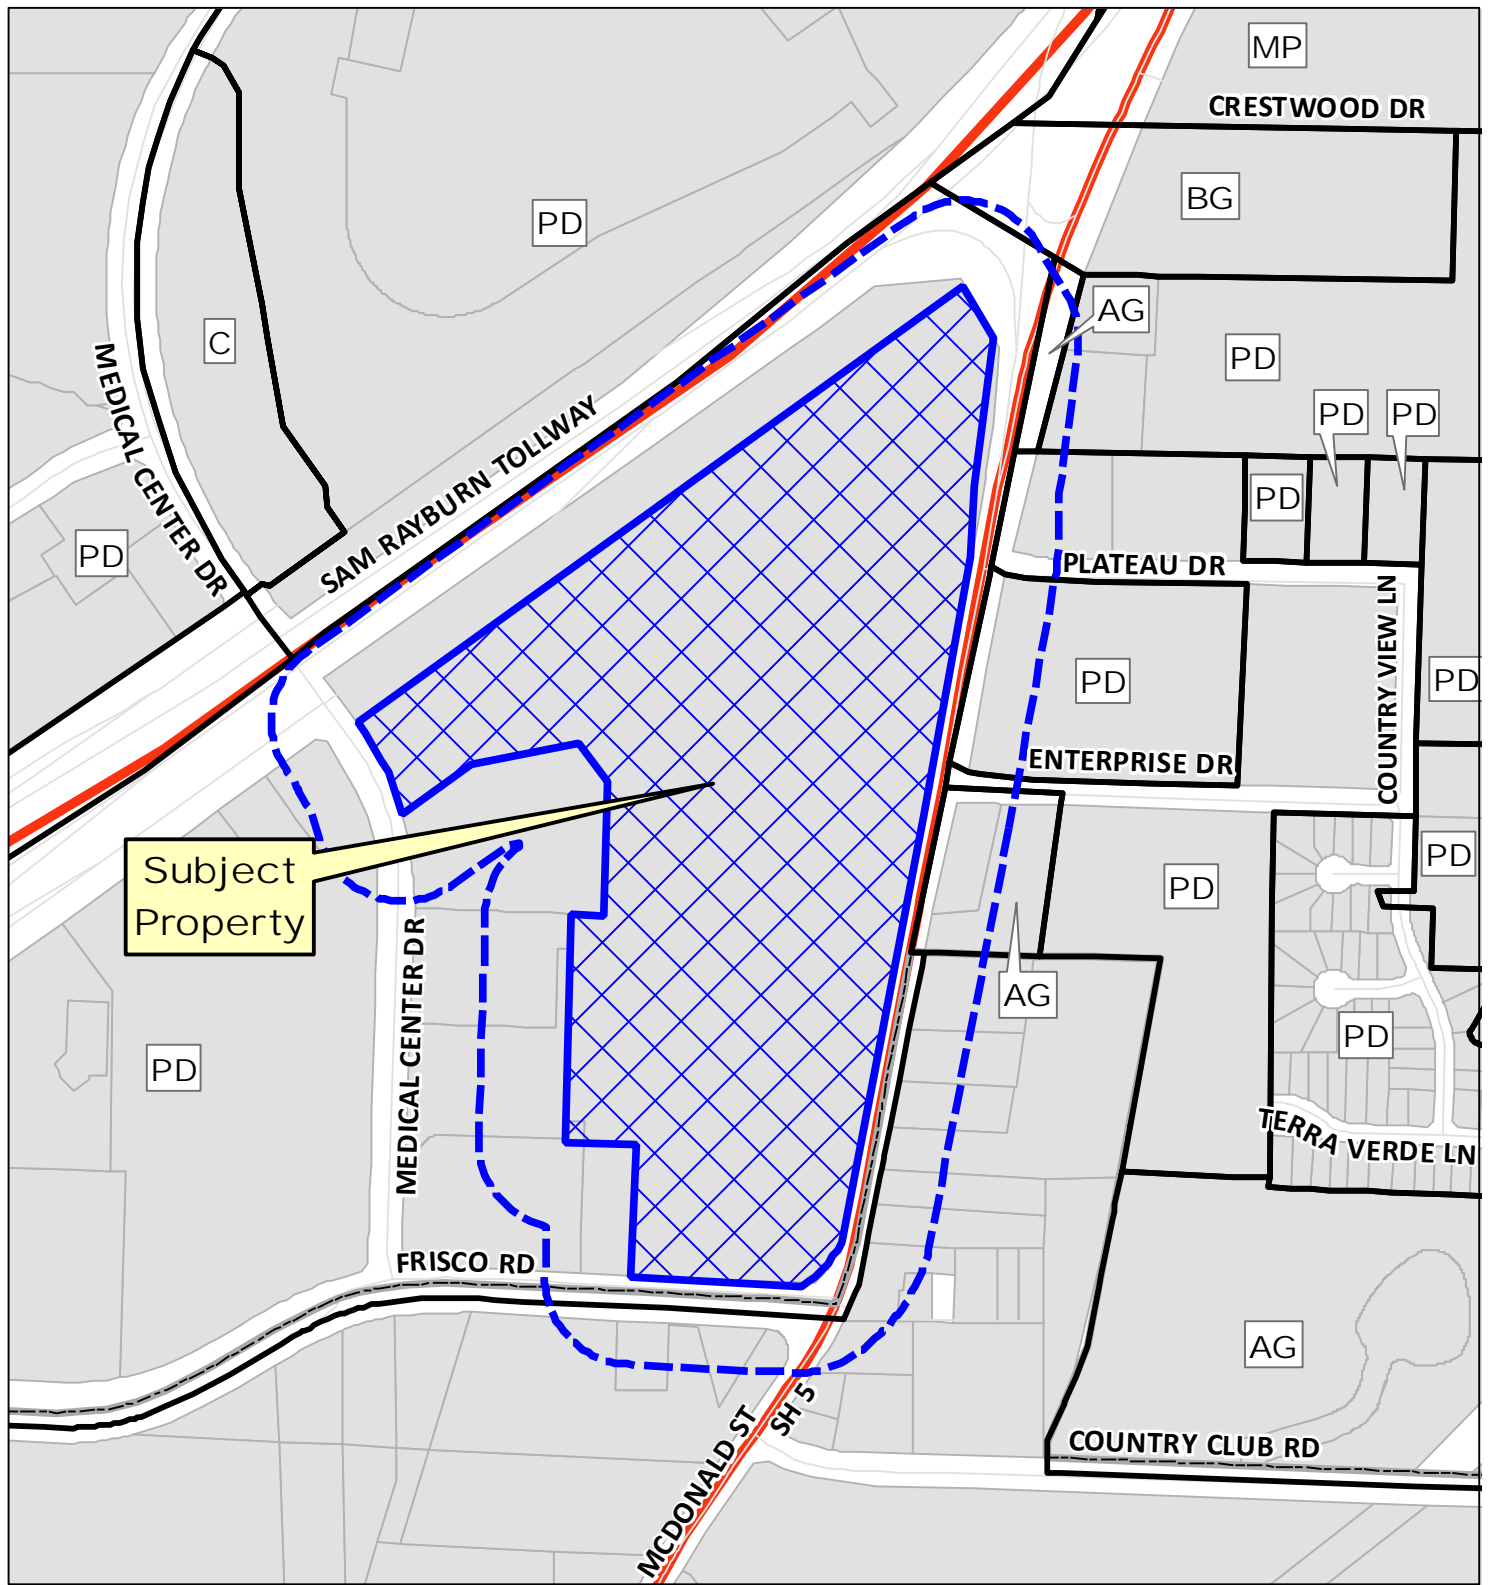 MP
CRESTWOOD DR
BG
PD
AG
C
PD
MEDICAL CENTER DR
SAM RAYBURN TOLLWAY
PD
PD
PD
PD
PLATEAU DR
COUNTRY VIEW LN
PD
PD
ENTERPRISE DR
Subject
Property
PD
PD
MEDICAL CENTER DR
AG
PD
PD
TERRA VERDE LN
FRISCO RD
AG
MCDONALD ST
SH 5
COUNTRY CLUB RD